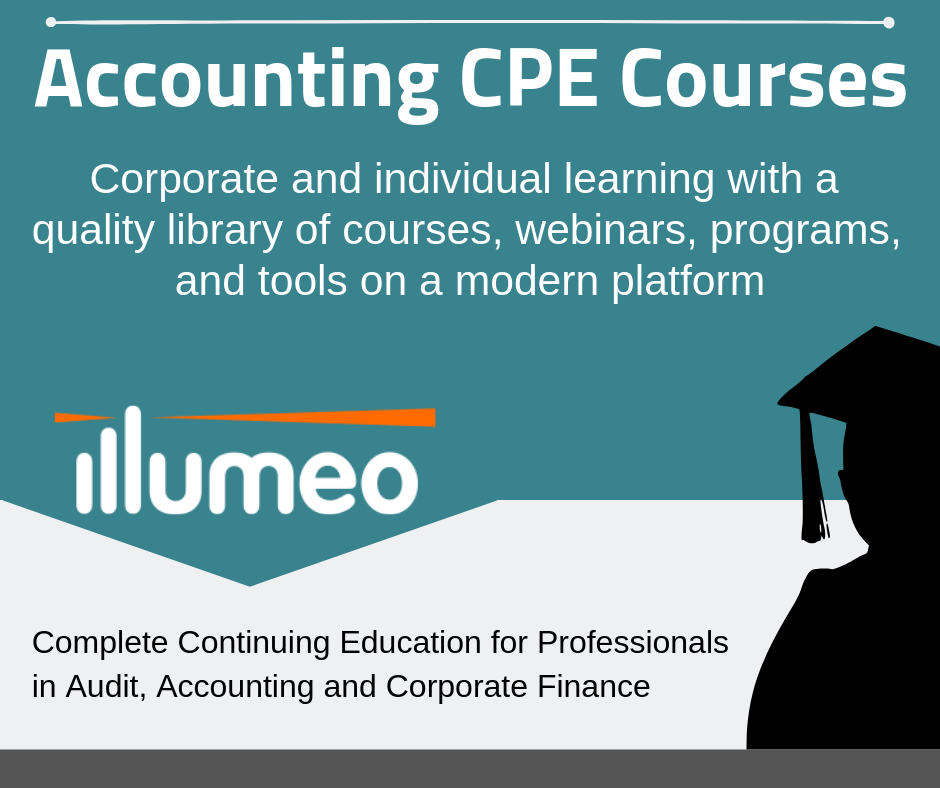 Accounting CPE Courses
Corporate and individual learning with a
quality library of courses, webinars, programs,
and tools on a modern platform
illumeo
Complete Continuing Education for Professionals
in Audit, Accounting and Corporate Finance